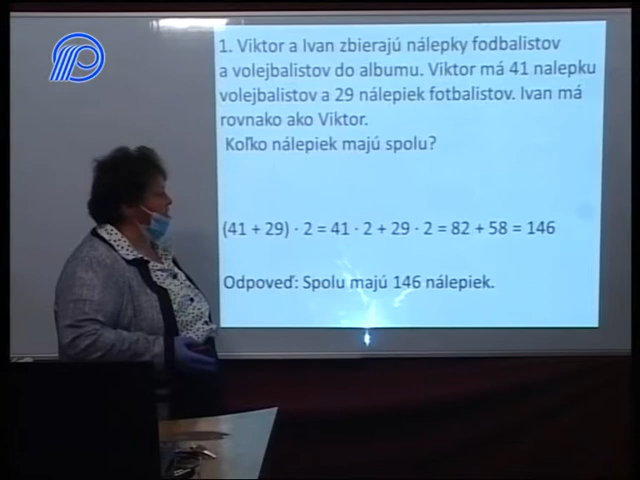 1. Viktor a Ivan zbierajú nálepky fodbalistov
a volejbalistov do albumu. Viktor má 41 nalepku
volejbalistov a 29 nálepiek fotbalistov. Ivan má
rovnako ako Viktor.
Koľko nálepiek majú spolu?
(41 + 29) · 2 = 41 · 2 + 29 · 2 = 82 + 58 = 146
Odpoveď: Spolu majú 146 nálepiek.